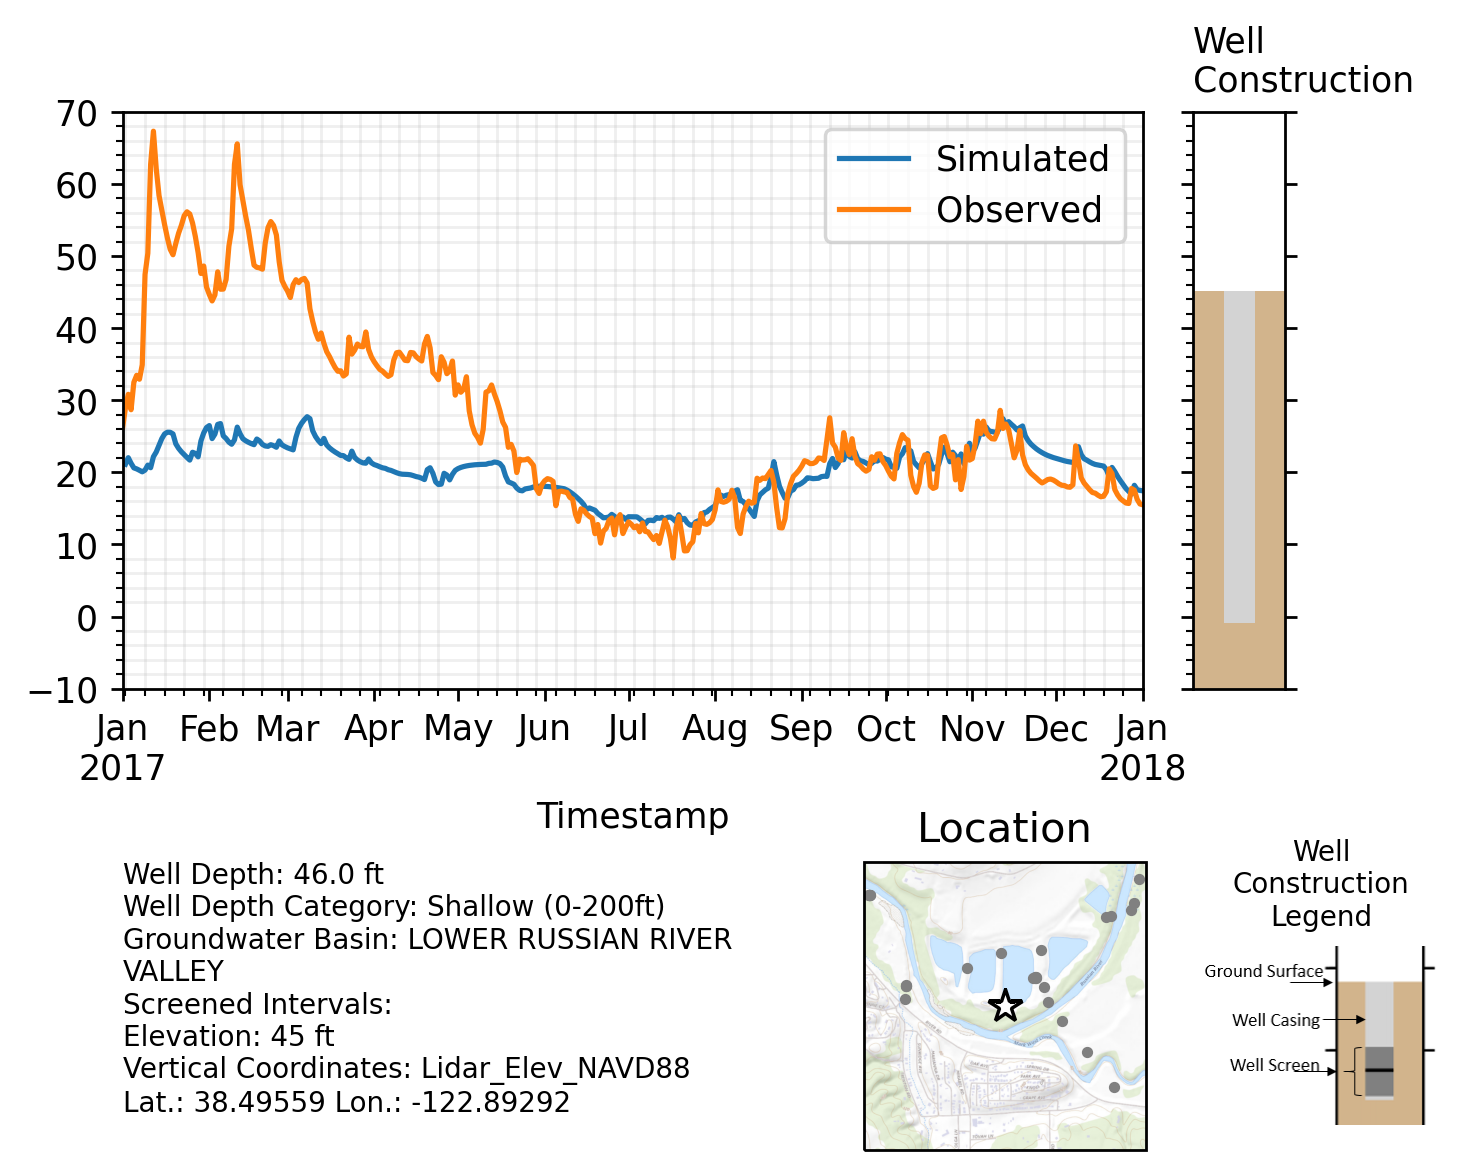 Well
Construction
70
60
50
40
30
20
10
0
−10
Simulated
Observed
Jan Feb Mar Apr May Jun Jul Aug Sep Oct Nov Dec Jan
2017 2018
Timestamp
Well Depth: 46.0 ft
Well Depth Category: Shallow (0-200ft)
Groundwater Basin: LOWER RUSSIAN RIVER
VALLEY
Screened Intervals:
Elevation: 45 ft
Vertical Coordinates: Lidar_Elev_NAVD88
Lat.: 38.49559 Lon.: -122.89292
Location
Well
Construction
Legend
Ground Surface
Well Casing
Well Screen